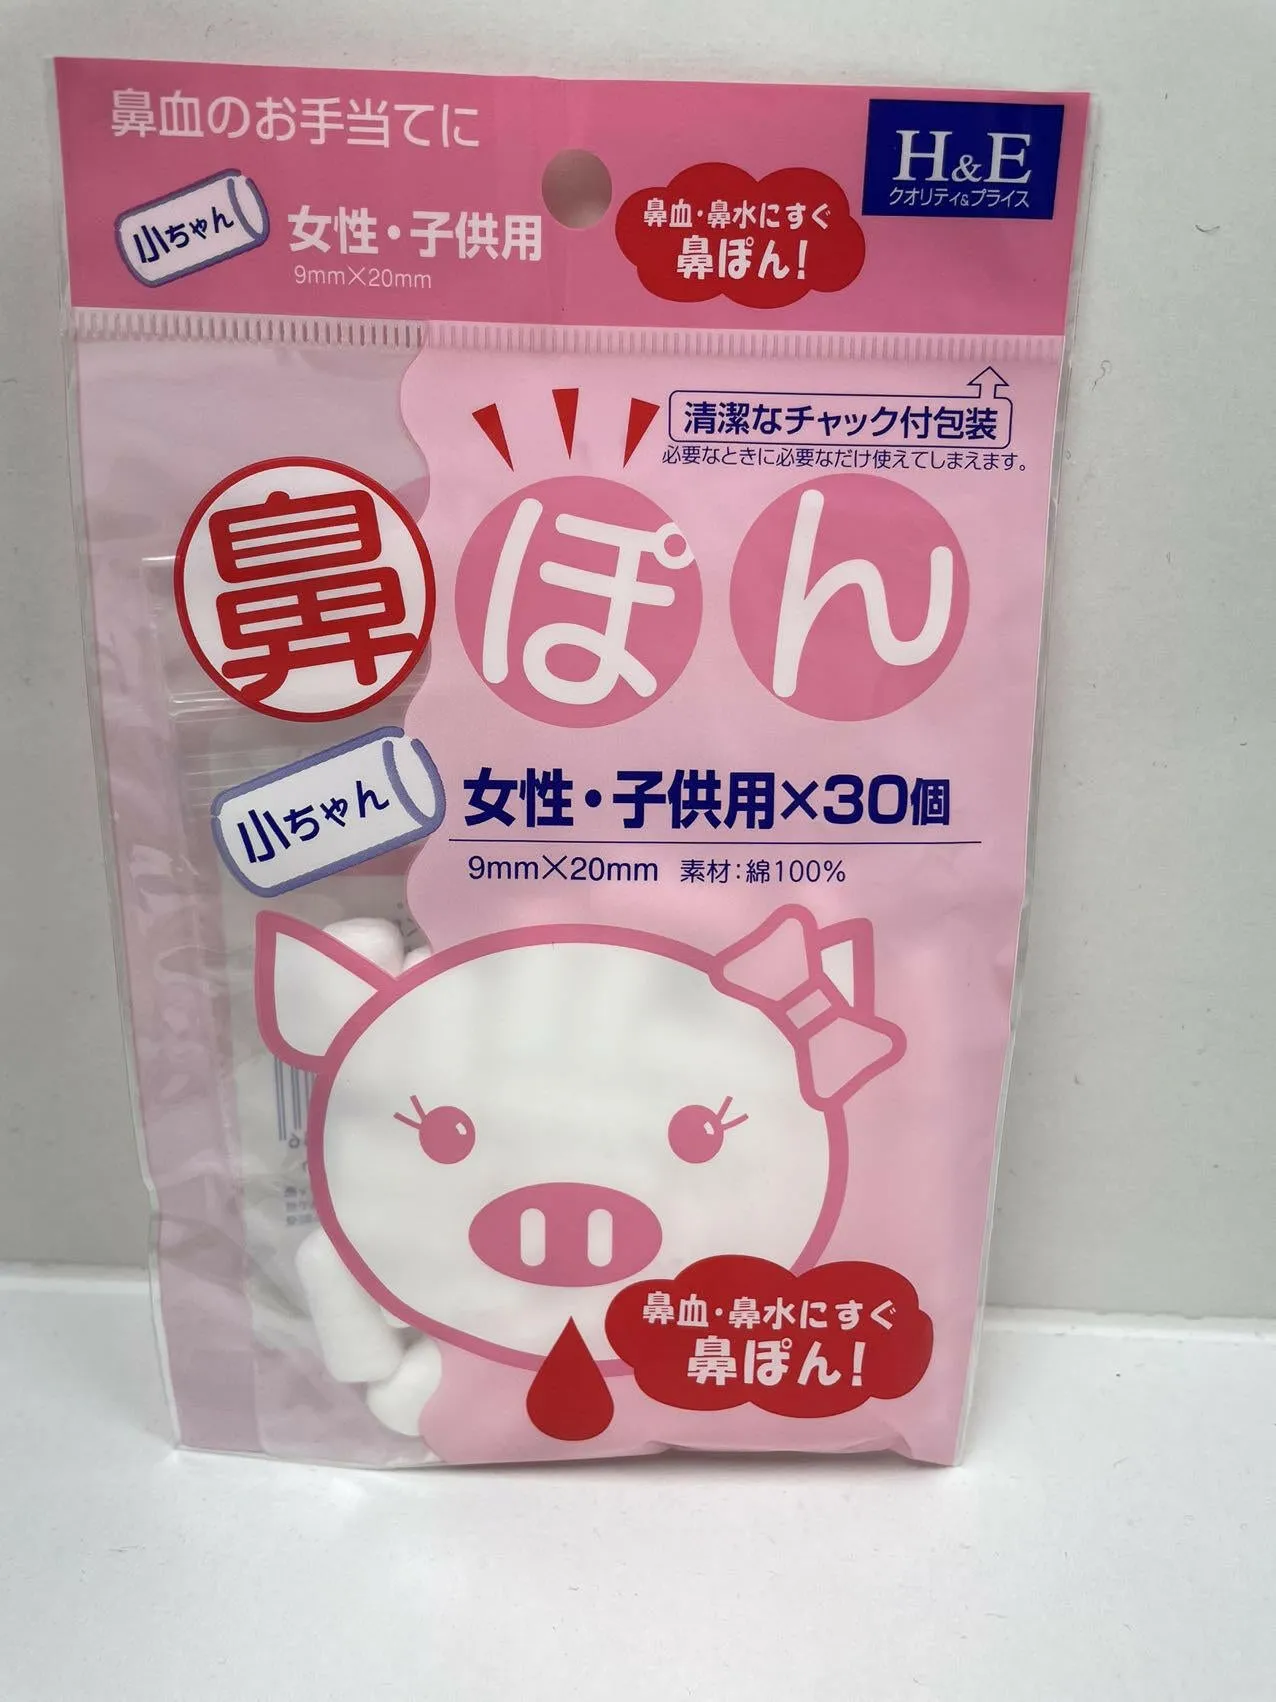 鼻血のお手当てに
小ちゃん
女性・子供用
9mm×20mm
鼻血・鼻水にすぐ
鼻ぽん!
H&E
クオリティ&プライス
清潔なチャック付包装
必要なときに必要なだけ使えてしまえます。
鼻ぽん
小ちゃん
女性・子供用×30個
9mm×20mm 素材:綿100%
鼻血・鼻水にすぐ
鼻ぽん!